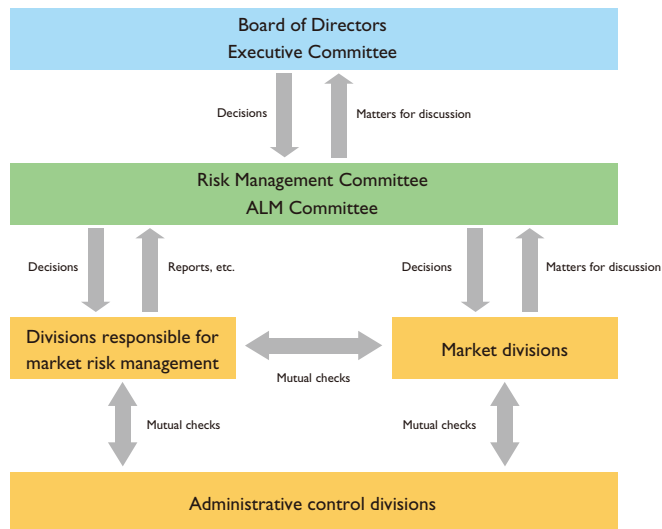 Board of Directors
Executive Committee
Decisions
Matters for discussion
Risk Management Committee
ALM Committee
Decisions
Reports, etc.
Decisions
Matters for discussion
Divisions responsible for
market risk management
Mutual checks
Market divisions
Mutual checks
Mutual checks
Administrative control divisions